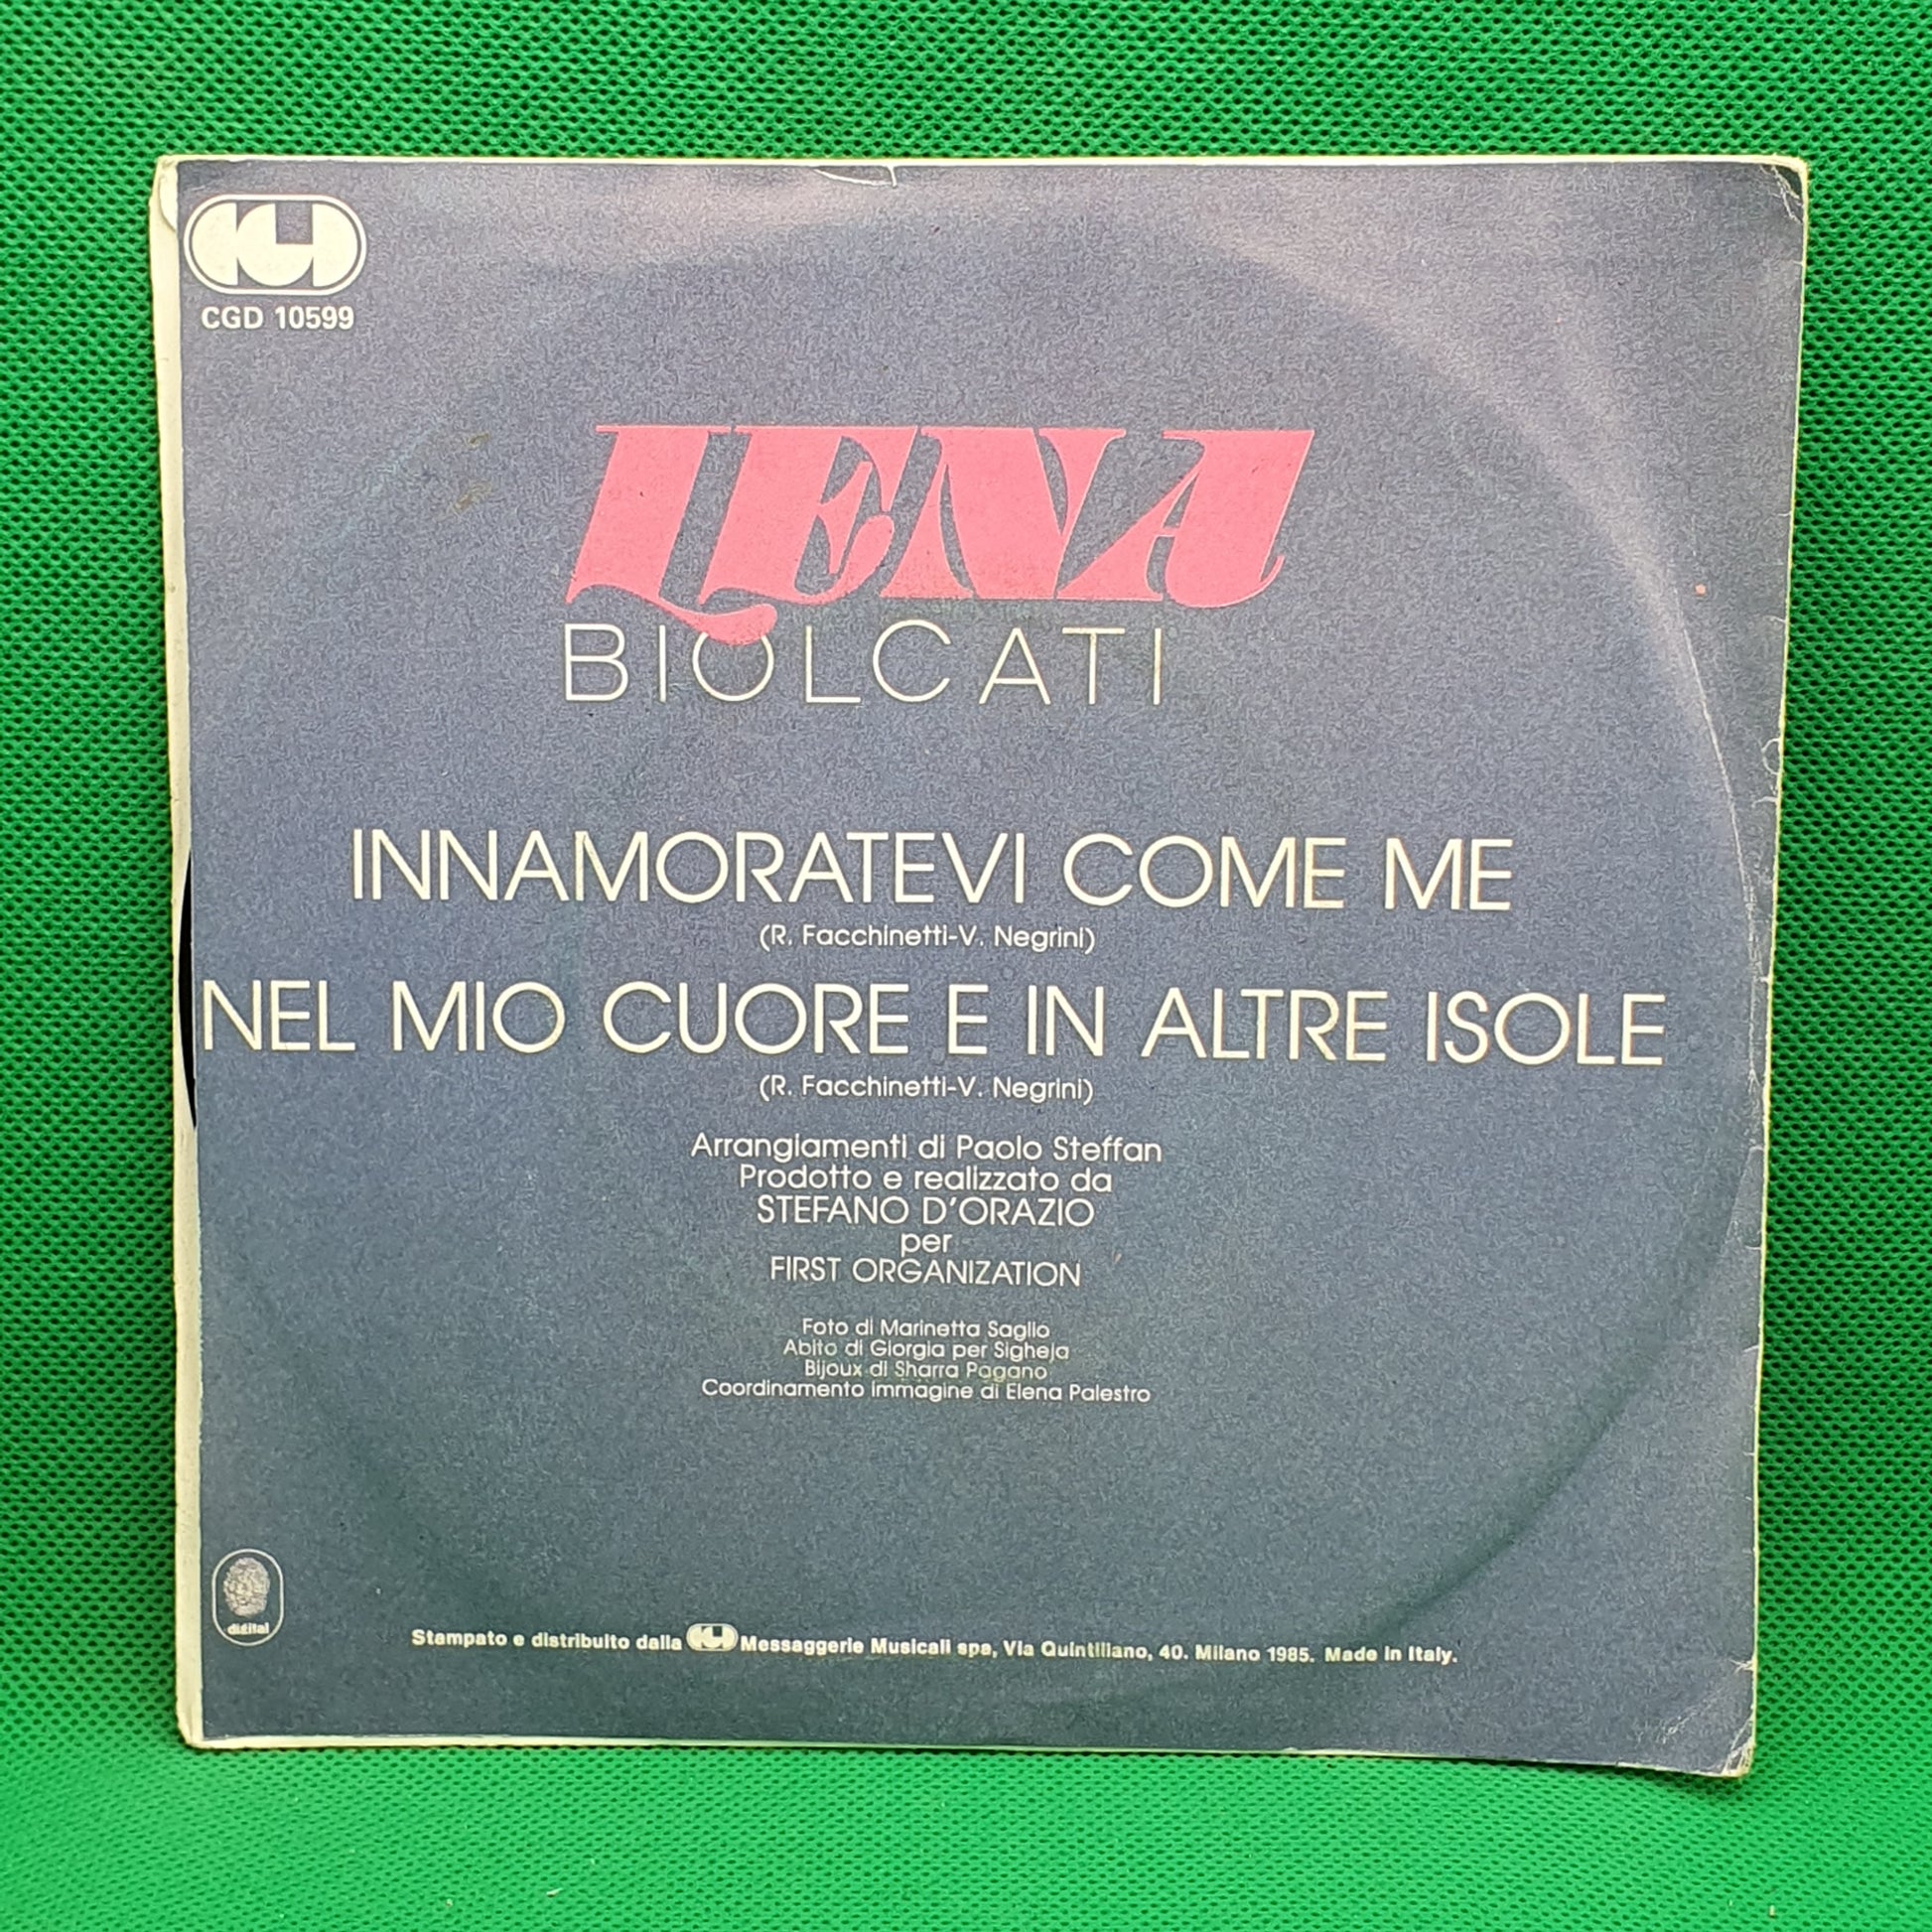 CGD
CGD 10599
LENA
BIOLCATI
INNAMORATEVI COME ME
(R. Facchinetti-V. Negrini)
NEL MIO CUORE E IN ALTRE ISOLE
(R. Facchinetti-V. Negrini)
Arrangiamenti di Paolo Steffan
Prodotto e realizzato da
STEFANO D'ORAZIO
per
FIRST ORGANIZATION
Foto di Marinetta Saglio
Abito di Giorgia per Sigheja
Bijoux di Sharra Pagano
Coordinamento immagine di Elena Palestro
digital
Stampato e distribuito dalla CGD Messaggerie Musicali spa, Via Quintiliano, 40. Milano 1985. Made in Italy.